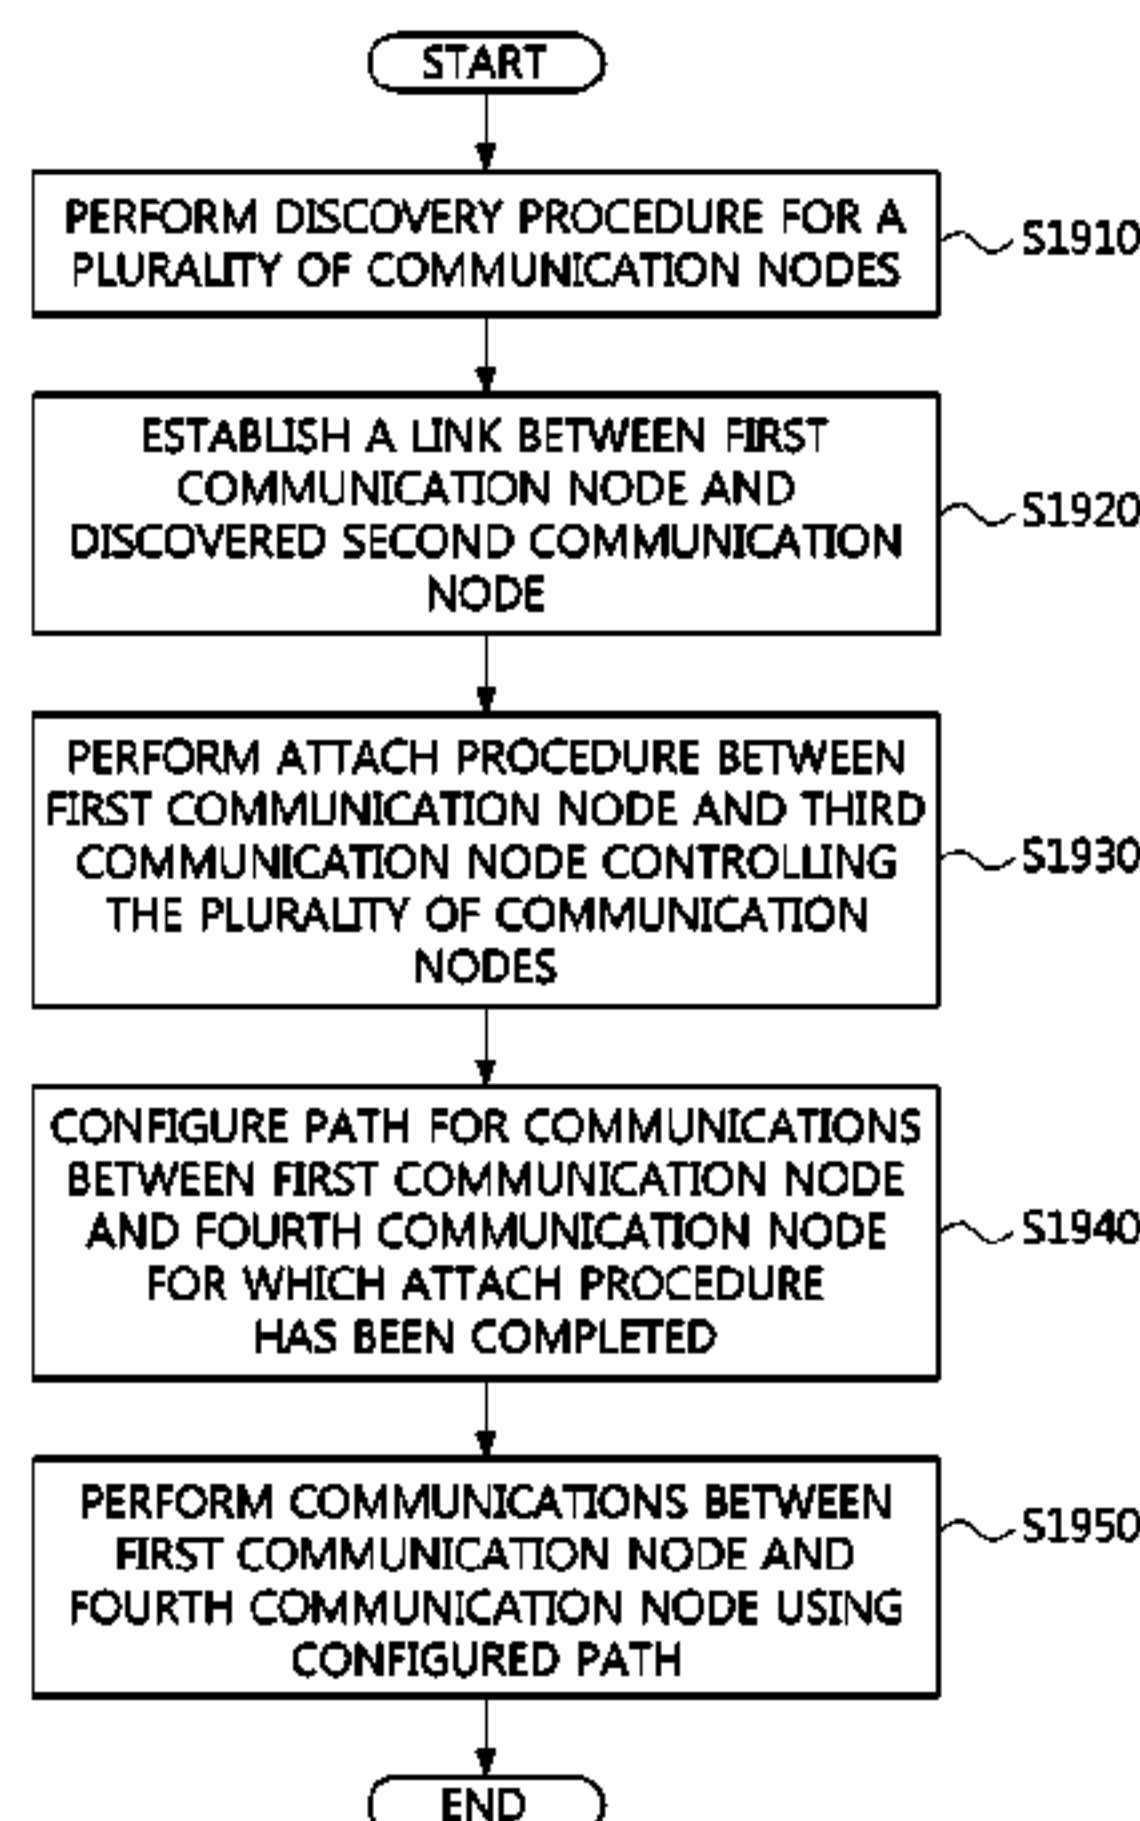 START
PERFORM DISCOVERY PROCEDURE FOR A
PLURALITY OF COMMUNICATION NODES
S1910
ESTABLISH A LINK BETWEEN FIRST
COMMUNICATION NODE AND
DISCOVERED SECOND COMMUNICATION
NODE
S1920
PERFORM ATTACH PROCEDURE BETWEEN
FIRST COMMUNICATION NODE AND THIRD
COMMUNICATION NODE CONTROLLING
THE PLURALITY OF COMMUNICATION
NODES
S1930
CONFIGURE PATH FOR COMMUNICATIONS
BETWEEN FIRST COMMUNICATION NODE
AND FOURTH COMMUNICATION NODE
FOR WHICH ATTACH PROCEDURE
HAS BEEN COMPLETED
S1940
PERFORM COMMUNICATIONS BETWEEN
FIRST COMMUNICATION NODE AND
FOURTH COMMUNICATION NODE USING
CONFIGURED PATH
S1950
END